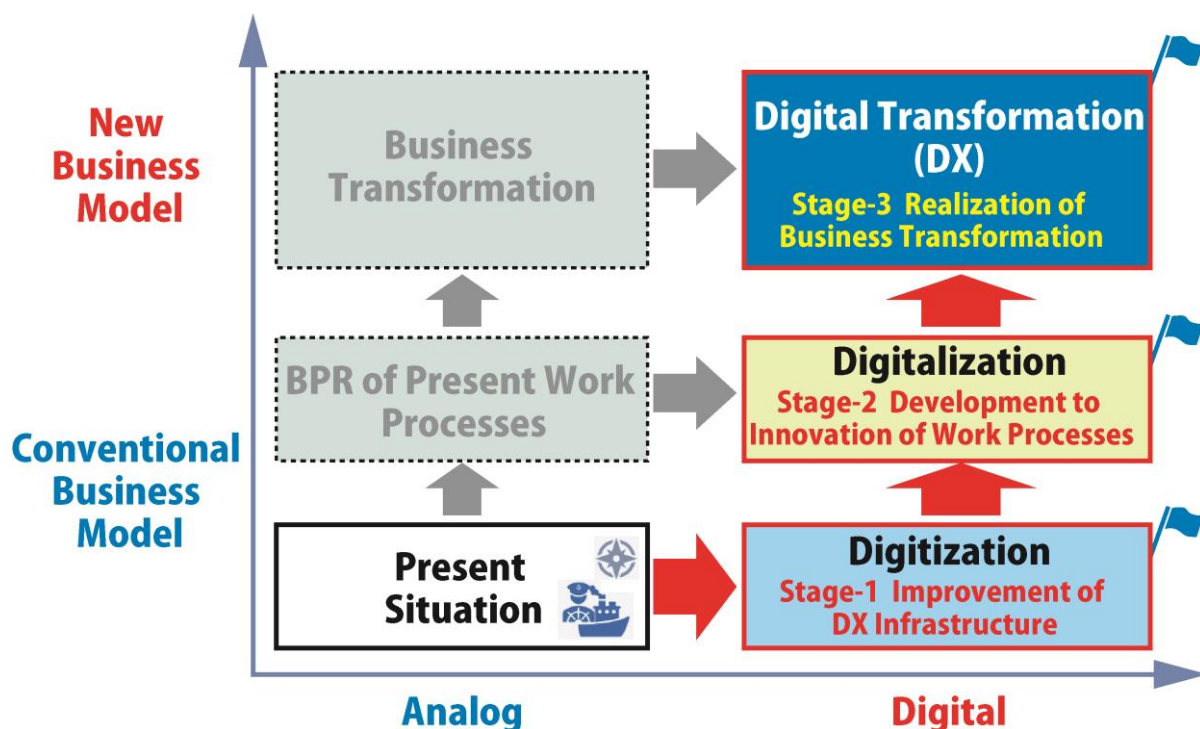 New
Business
Model
Business
Transformation
Digital Transformation
(DX)
Stage-3 Realization of
Business Transformation
Conventional
Business
Model
BPR of Present Work
Processes
Digitalization
Stage-2 Development to
Innovation of Work Processes
Present
Situation
Digitization
Stage-1 Improvement of
DX Infrastructure
Analog
Digital